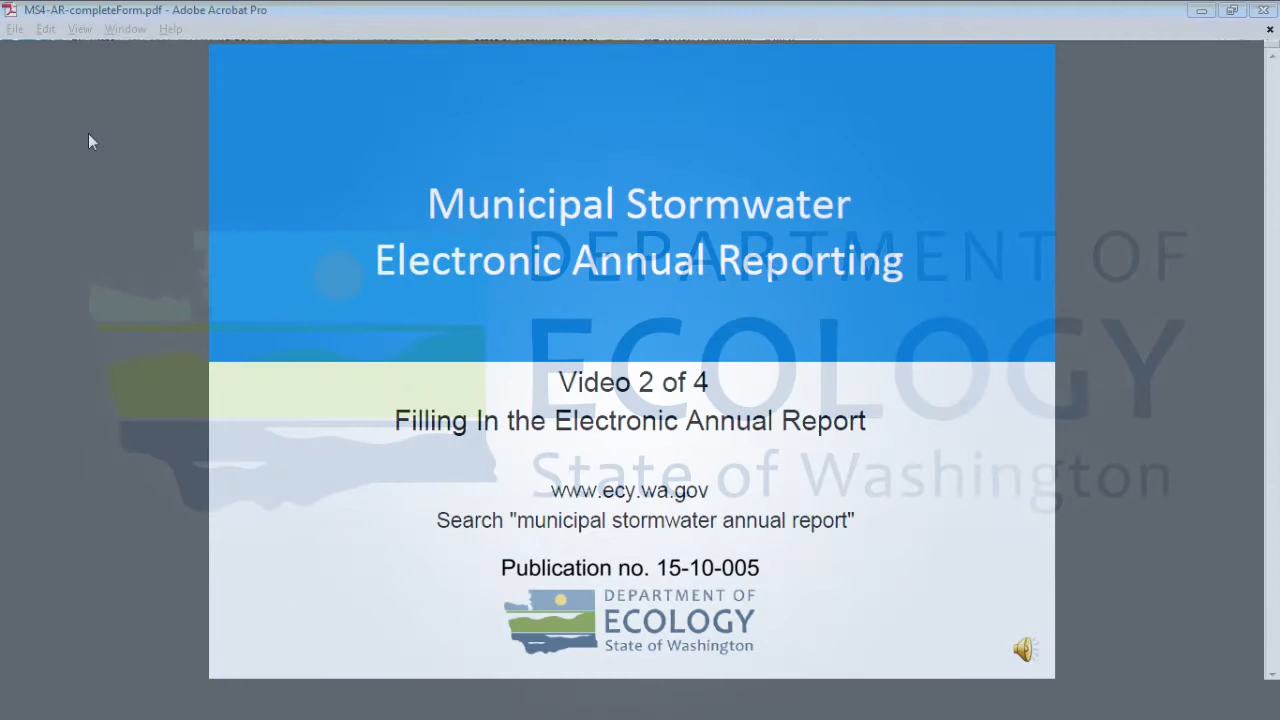 MS4-AR-completeForm.pdf - Adobe Acrobat Pro
File Edit View Window Help
Municipal Stormwater
Electronic Annual Reporting
DEPARTMENT OF
ECOLOGY
State of Washington
Video 2 of 4
Filling In the Electronic Annual Report
www.ecy.wa.gov
Search "municipal stormwater annual report"
Publication no. 15-10-005
DEPARTMENT OF
ECOLOGY
State of Washington